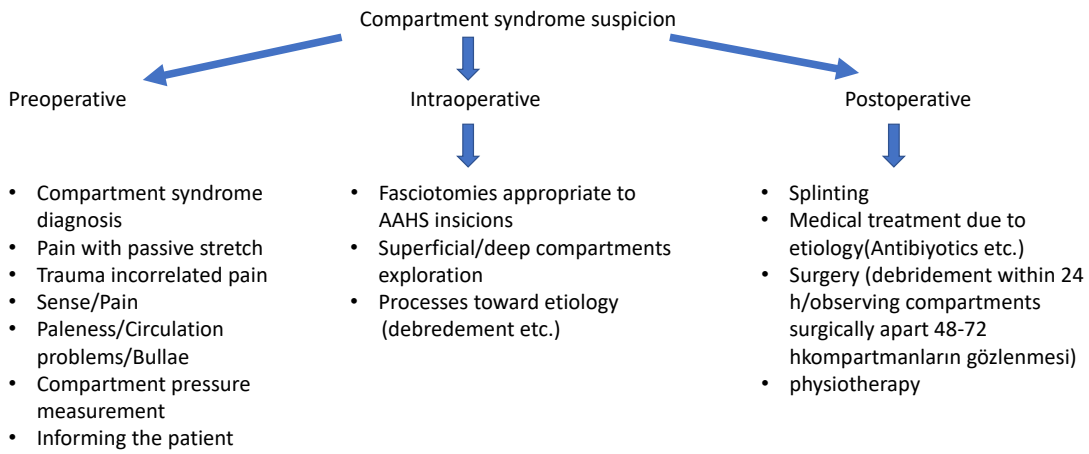 Compartment syndrome suspicion
Preoperative
Intraoperative
Postoperative
• Compartment syndrome
diagnosis
• Pain with passive stretch
• Trauma incorrelated pain
• Sense/Pain
• Paleness/Circulation
problems/Bullae
• Compartment pressure
measurement
• Informing the patient
• Fasciotomies appropriate to
AAHS insicions
• Superficial/deep compartments
exploration
• Processes toward etiology
(debredement etc.)
• Splinting
• Medical treatment due to
etiology(Antibiyotics etc.)
• Surgery (debridement within 24
h/observing compartments
surgically apart 48-72
hkompartmanların gözlenmesi)
• physiotherapy